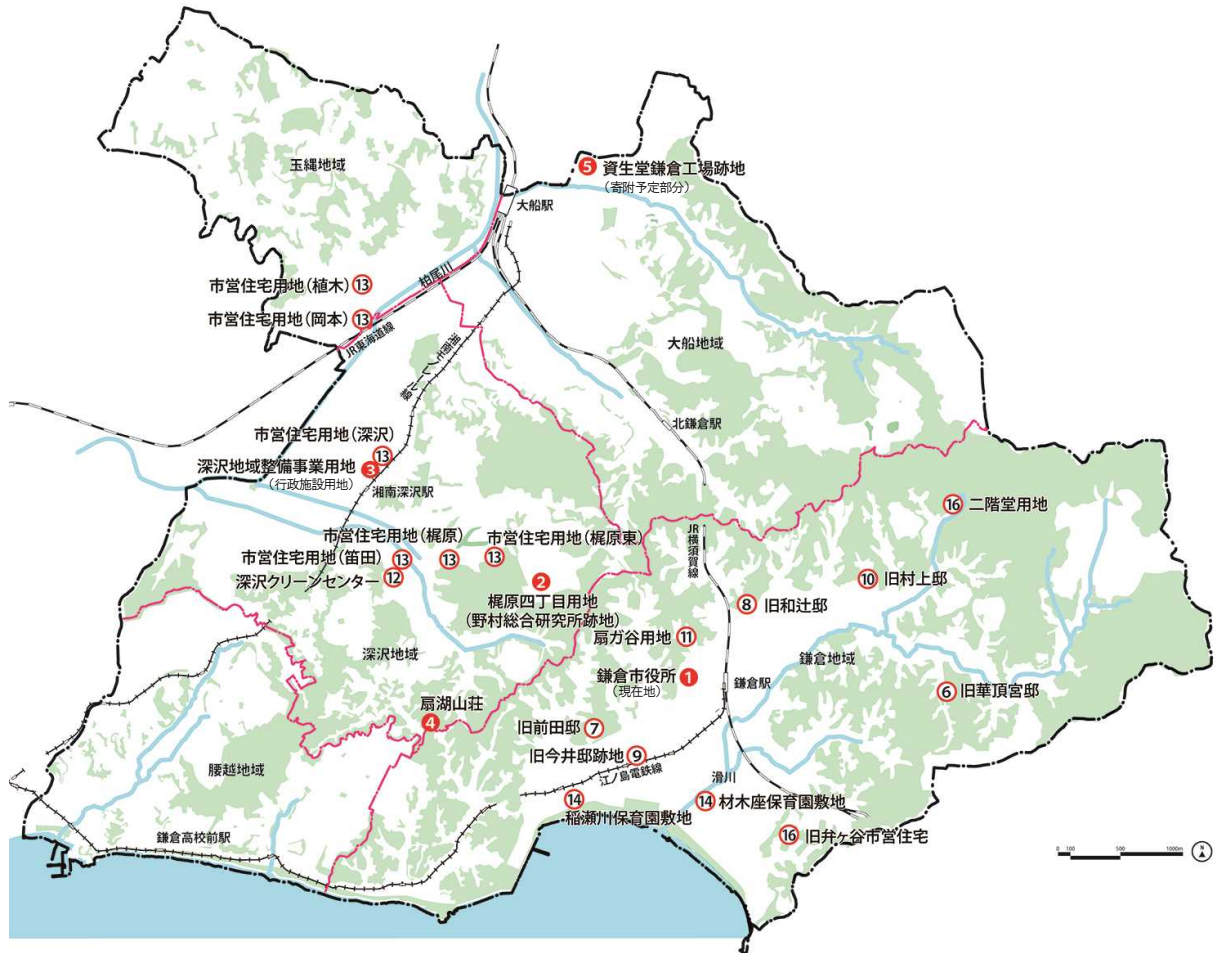 玉縄地域
⑤ 資生堂鎌倉工場跡地
（寄附予定部分）
大船駅
柏尾川
市営住宅用地（植木）⑬
市営住宅用地（岡本）⑬
JR東海道線
湘南モノレール線
大船地域
北鎌倉駅
市営住宅用地（深沢）
⑬
深沢地域整備事業用地 ③
（行政施設用地）
湘南深沢駅
⑯ 二階堂用地
JR横須賀線
市営住宅用地（梶原）
市営住宅用地（梶原東）
市営住宅用地（笛田）⑬
⑬
⑬
深沢クリーンセンター ⑫
②
梶原四丁目用地
（野村総合研究所跡地）
⑩ 旧村上邸
⑧ 旧和辻邸
扇ガ谷用地 ⑪
深沢地域
鎌倉地域
鎌倉市役所 ①
（現在地）
鎌倉駅
⑥ 旧華頂宮邸
扇湖山荘
④
旧前田邸 ⑦
旧今井邸跡地 ⑨
江ノ島電鉄線
腰越地域
滑川
⑭
稲瀬川保育園敷地
⑭ 材木座保育園敷地
鎌倉高校前駅
⑯ 旧弁ヶ谷市営住宅
0 100 500 1000m
N